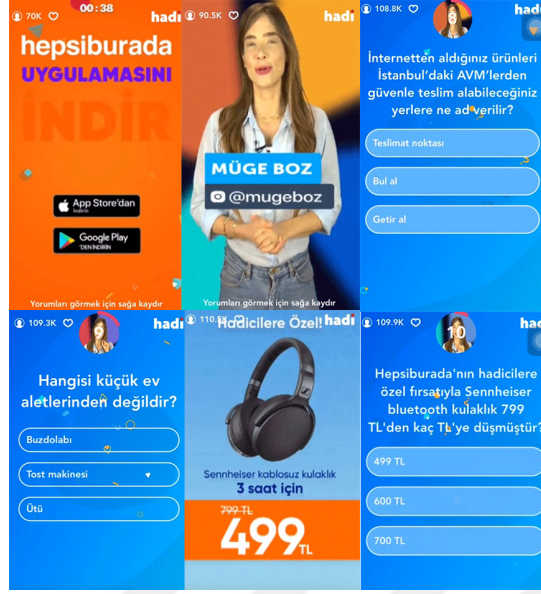 00:38
70K
hadi
hepsiburada
UYGULAMASINI
İNDİR
App Store'dan
indirin
Google Play
'DEN İNDİRİN
Yorumları görmek için sağa kaydır
90.5K
hadi
MÜGE BOZ
@mugeboz
Yorumları görmek için sağa kaydır
108.8K
İnternetten aldığınız ürünleri
İstanbul'daki AVM'lerden
güvenle teslim alabileceğiniz
yerlere ne ad verilir?
Teslimat noktası
Bul al
Getir al
109.3K
hadi
Hangisi küçük ev
aletlerinden değildir?
Buzdolabı
Tost makinesi
Ütü
Hadicilere Özel!
hadi
Sennheiser kablosuz kulaklık
3 saat için
799 TL
499TL
109.9K
10
Hepsiburada'nın hadicilere
özel fırsatıyla Sennheiser
bluetooth kulaklık 799
TL'den kaç TL'ye düşmüştür?
499 TL
600 TL
700 TL